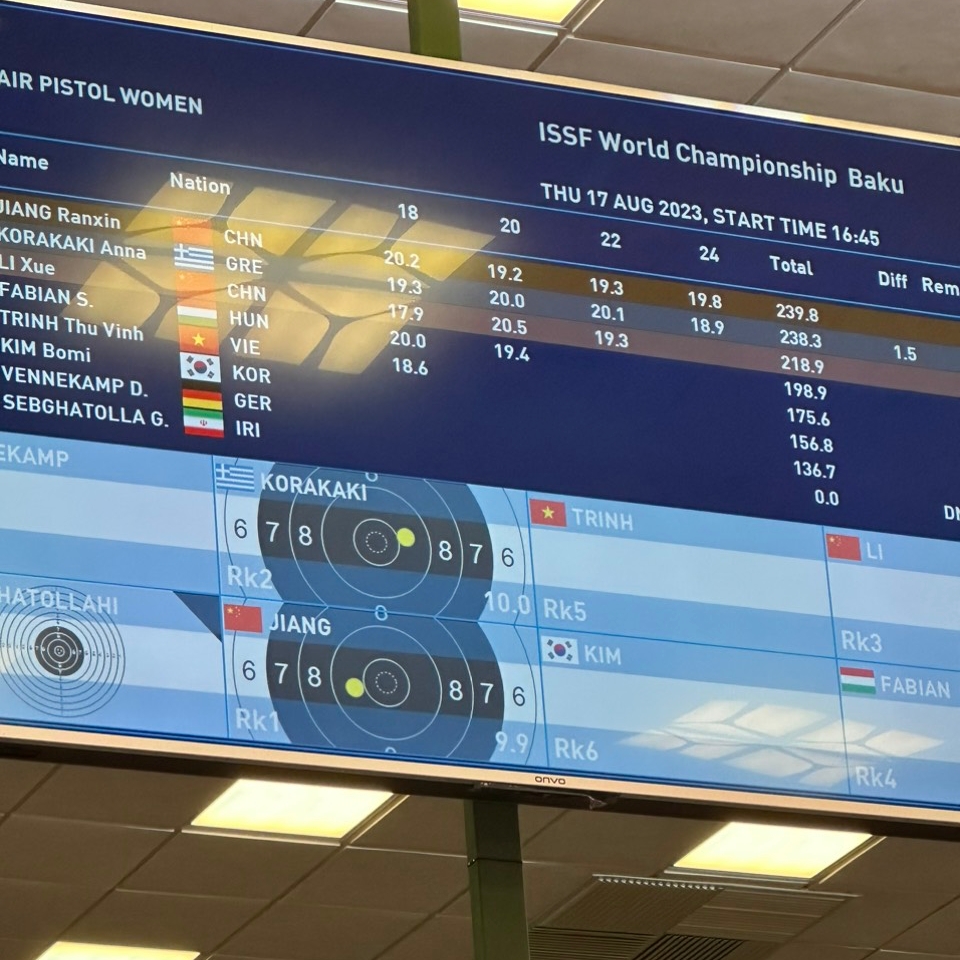 AIR PISTOL WOMEN
ISSF World Championship Baku
THU 17 AUG 2023, START TIME 16:45
Name Nation 18 20 22 24 Total Diff Rem
JIANG Ranxin CHN 20.2 19.2 19.3 19.8 239.8
KORAKAKI Anna GRE 19.3 20.0 20.1 18.9 238.3 1.5
LI Xue CHN 17.9 20.5 19.3 218.9
FABIAN S. HUN 20.0 19.4 198.9
TRINH Thu Vinh VIE 18.6 175.6
KIM Bomi KOR 156.8
VENNEKAMP D. GER 136.7
SEBGHATOLLA G. IRI 0.0
EKAMP
KORAKAKI
6 7 8 8 7 6
Rk2 10.0
TRINH
Rk5
LI
Rk3
HATOLLAHI
JIANG
6 7 8 8 7 6
Rk1 9.9
KIM
Rk6
FABIAN
Rk4
onvo